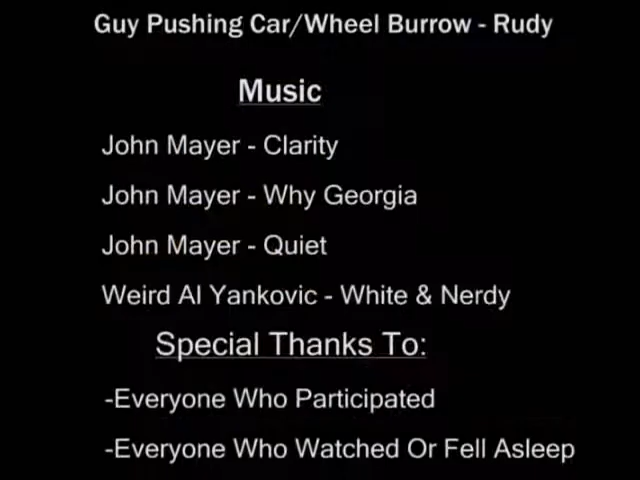 Guy Pushing Car/Wheel Burrow - Rudy
Music
John Mayer - Clarity
John Mayer - Why Georgia
John Mayer - Quiet
Weird Al Yankovic - White & Nerdy
Special Thanks To:
-Everyone Who Participated
-Everyone Who Watched Or Fell Asleep